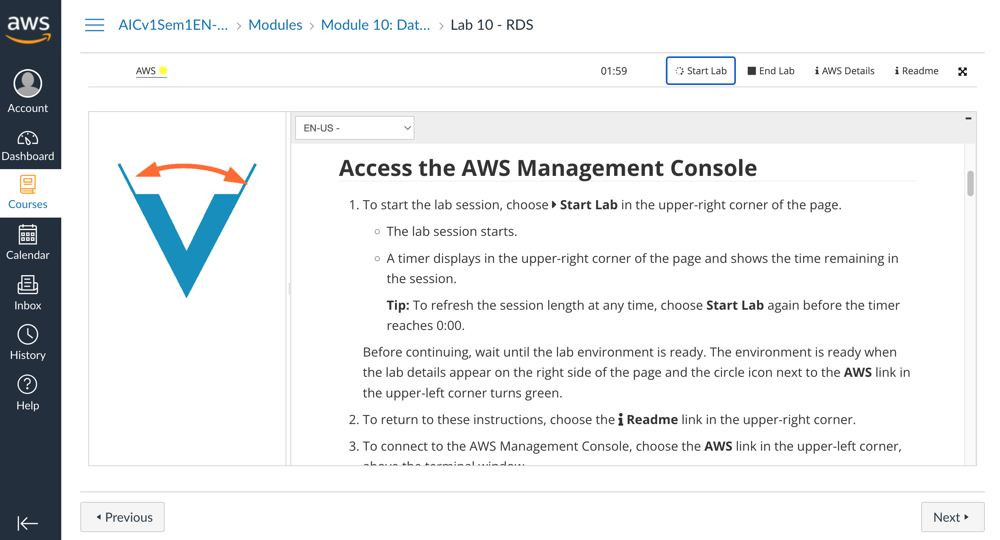 aws
Account
Dashboard
Courses
Calendar
Inbox
History
Help
AICv1Sem1EN-... > Modules > Module 10: Dat... > Lab 10 - RDS
AWS 01:59 Start Lab End Lab AWS Details Readme
EN-US -
Access the AWS Management Console
1. To start the lab session, choose Start Lab in the upper-right corner of the page.
The lab session starts.
A timer displays in the upper-right corner of the page and shows the time remaining in
the session.
Tip: To refresh the session length at any time, choose Start Lab again before the timer
reaches 0:00.
Before continuing, wait until the lab environment is ready. The environment is ready when
the lab details appear on the right side of the page and the circle icon next to the AWS link in
the upper-left corner turns green.
2. To return to these instructions, choose the Readme link in the upper-right corner.
3. To connect to the AWS Management Console, choose the AWS link in the upper-left corner,
above the terminal window
Previous
Next